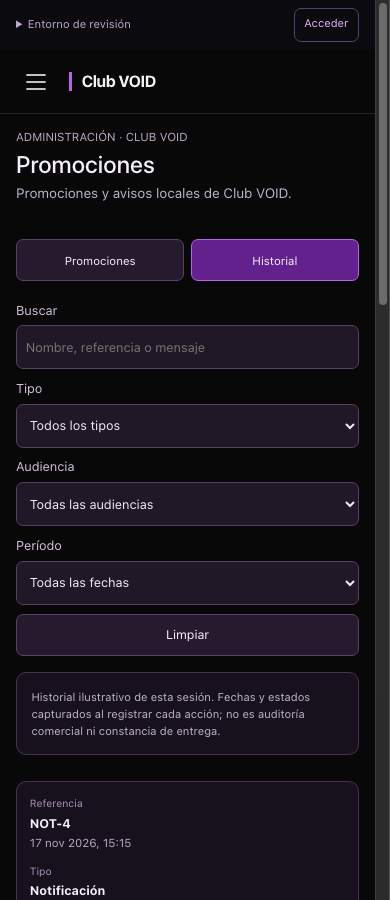 Entorno de revisión
Acceder
Club VOID
ADMINISTRACIÓN · CLUB VOID
Promociones
Promociones y avisos locales de Club VOID.
Promociones
Historial
Buscar
Nombre, referencia o mensaje
Tipo
Todos los tipos
Audiencia
Todas las audiencias
Período
Todas las fechas
Limpiar
Historial ilustrativo de esta sesión. Fechas y estados
capturados al registrar cada acción; no es auditoría
comercial ni constancia de entrega.
Referencia
NOT-4
17 nov 2026, 15:15
Tipo
Notificación